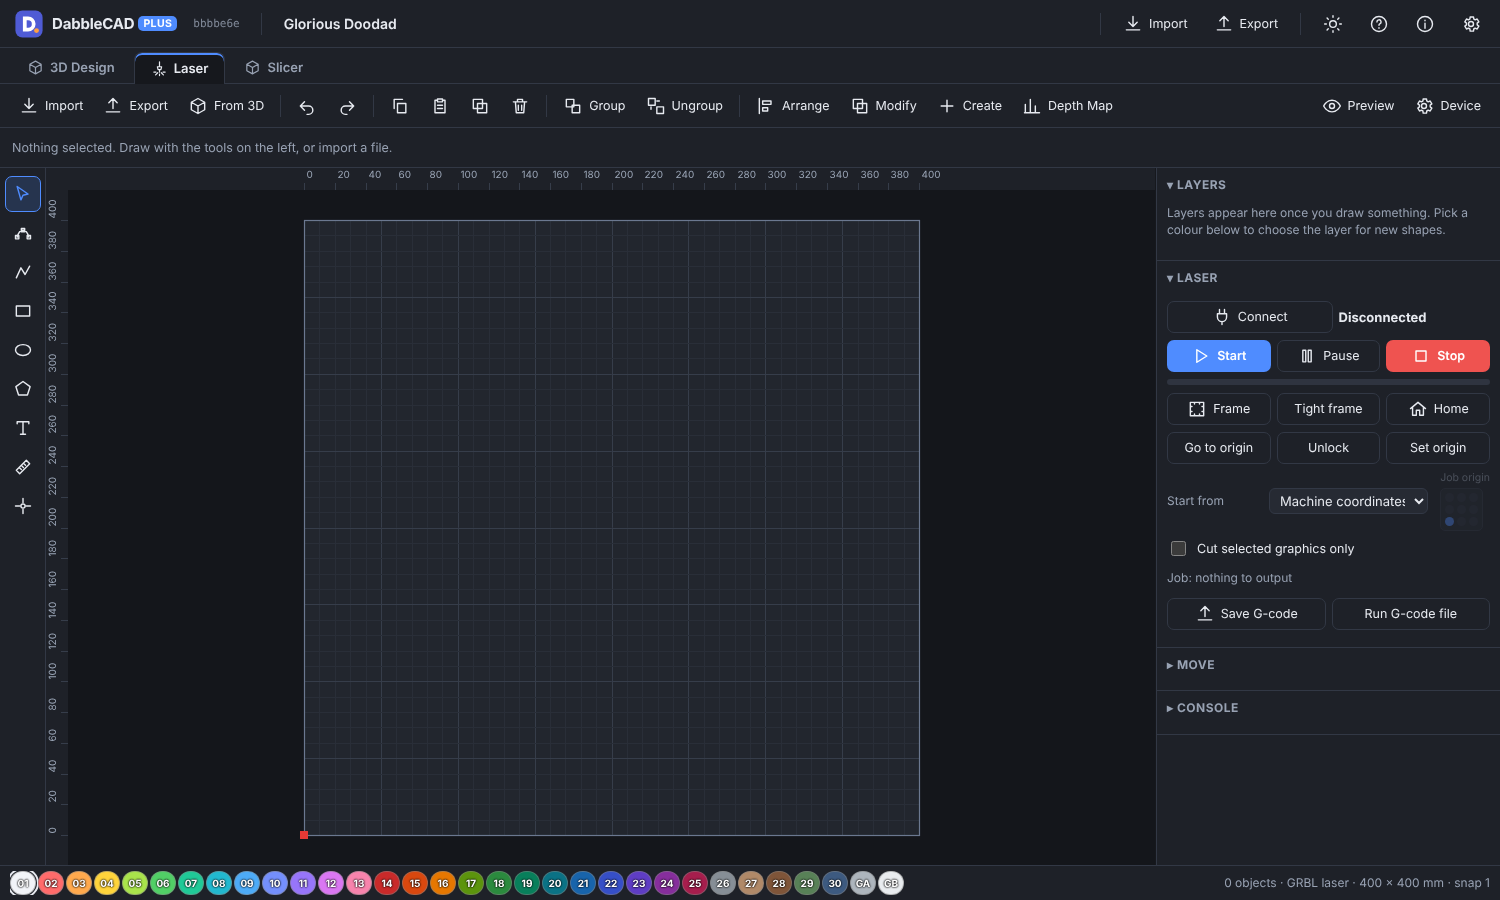 DabbleCAD PLUS bbbbe6e Glorious Doodad Import Export
3D Design Laser Slicer
Import Export From 3D Group Ungroup Arrange Modify Create Depth Map Preview Device
Nothing selected. Draw with the tools on the left, or import a file.
0 20 40 60 80 100 120 140 160 180 200 220 240 260 280 300 320 340 360 380 400
400
380
360
340
320
300
280
260
240
220
200
180
160
140
120
100
80
60
40
20
0
LAYERS
Layers appear here once you draw something. Pick a
colour below to choose the layer for new shapes.
LASER
Connect Disconnected
Start Pause Stop
Frame Tight frame Home
Go to origin Unlock Set origin
Job origin
Start from Machine coordinates
Cut selected graphics only
Job: nothing to output
Save G-code Run G-code file
MOVE
CONSOLE
01 02 03 04 05 06 07 08 09 10 11 12 13 14 15 16 17 18 19 20 21 22 23 24 25 26 27 28 29 30 GA GB
0 objects · GRBL laser · 400 × 400 mm · snap 1